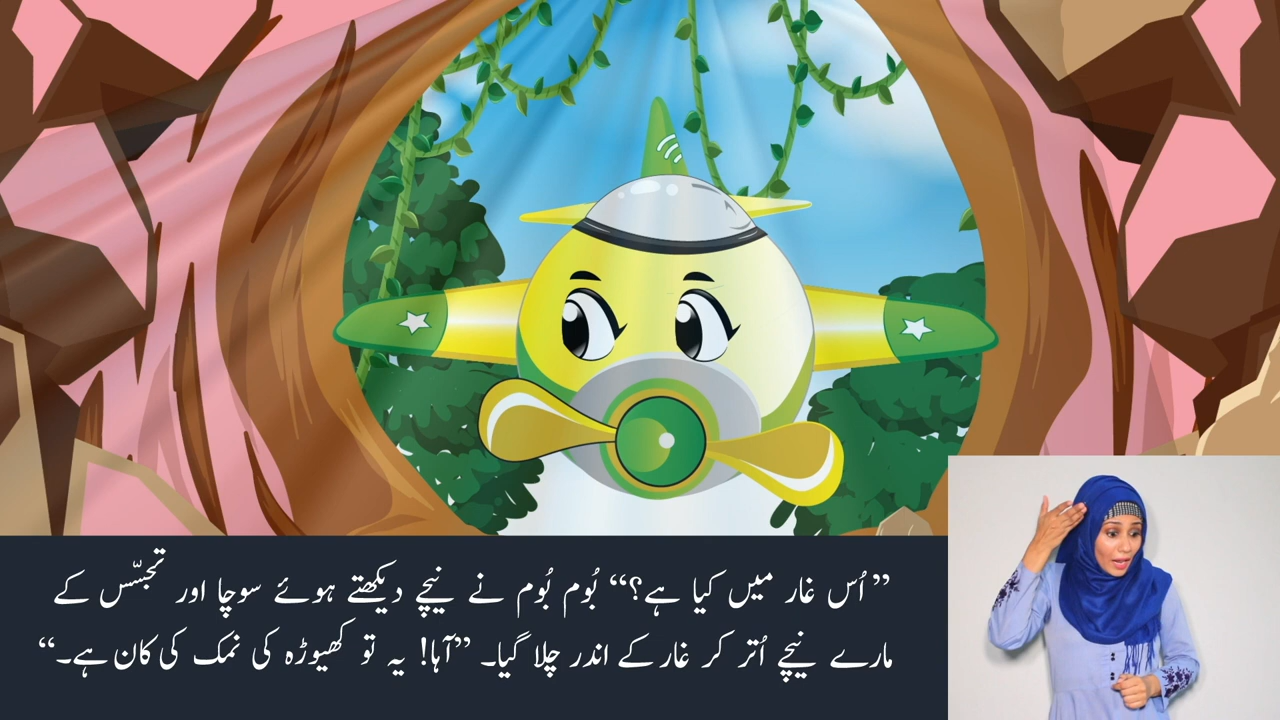 ”اُس غار میں کیا ہے؟“ بُوم بُوم نے نیچے دیکھتے ہوئے سوچا اور تجسّس کے
مارے نیچے اُتر کر غار کے اندر چلا گیا۔ ”آہا! یہ تو کھیوڑہ کی نمک کی کان ہے۔“